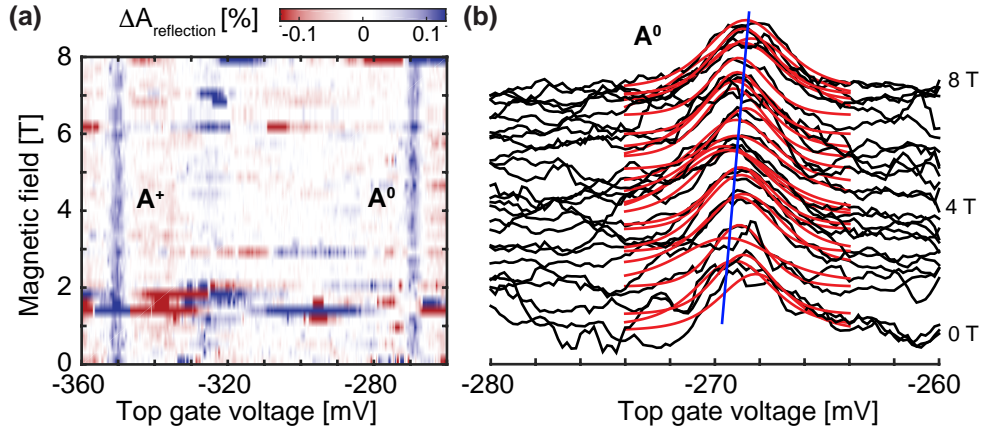 (a)
ΔA_reflection [%]
-0.1 0 0.1
Magnetic field [T]
8
6
4
2
0
A⁺
A⁰
-360 -320 -280
Top gate voltage [mV]
(b)
A⁰
8 T
4 T
0 T
-280 -270 -260
Top gate voltage [mV]